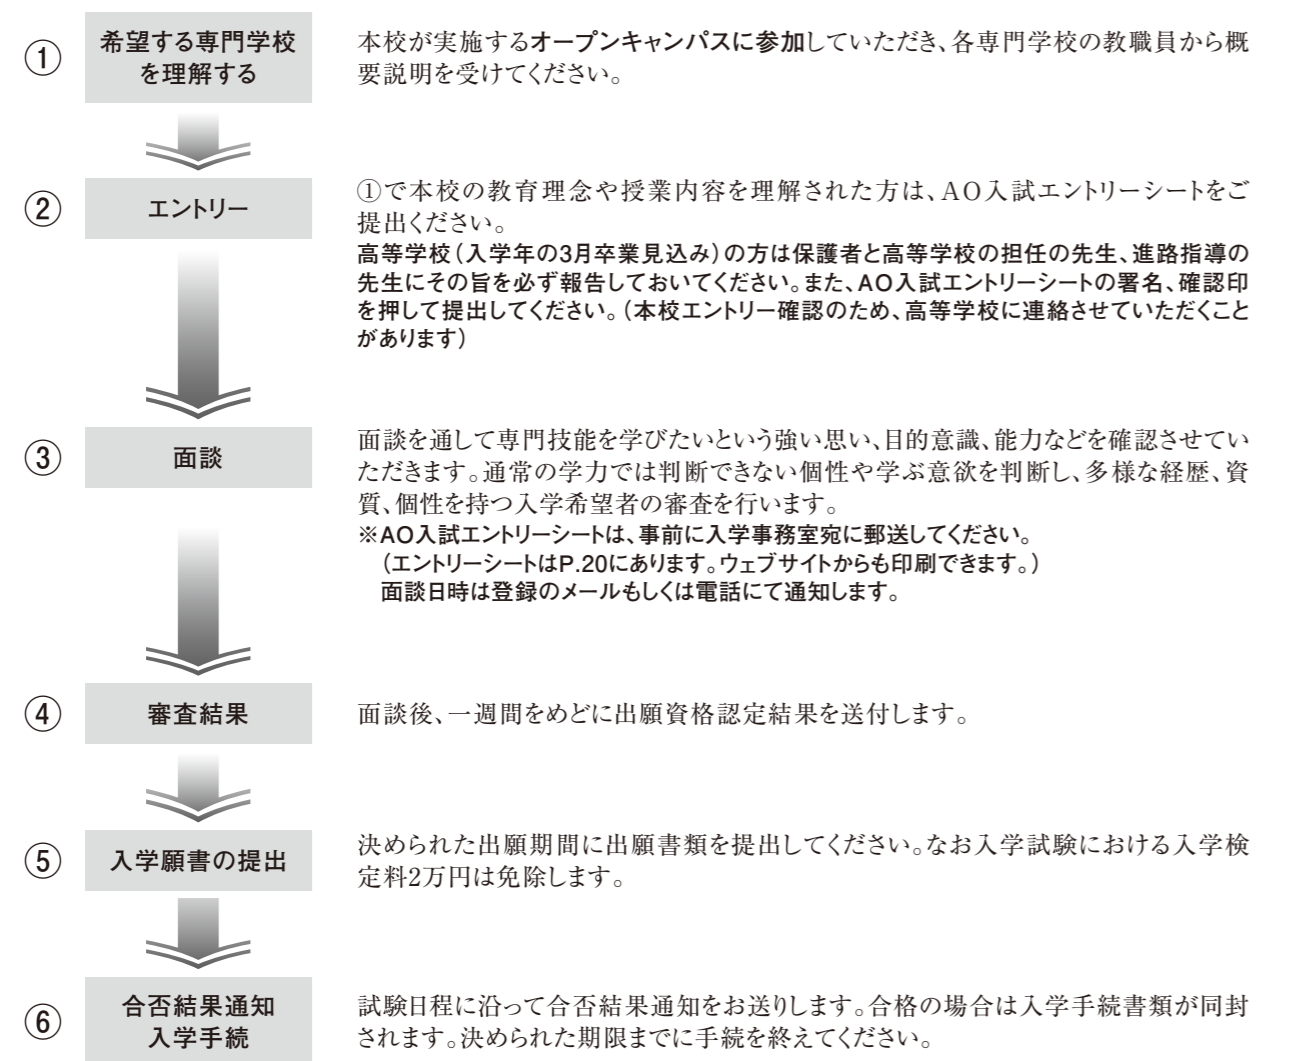 ①
希望する専門学校
を理解する
本校が実施するオープンキャンパスに参加していただき、各専門学校の教職員から概
要説明を受けてください。
②
エントリー
①で本校の教育理念や授業内容を理解された方は、AO入試エントリーシートをご
提出ください。
高等学校(入学年の3月卒業見込み)の方は保護者と高等学校の担任の先生、進路指導の
先生にその旨を必ず報告しておいてください。また、AO入試エントリーシートの署名、確認印
を押して提出してください。(本校エントリー確認のため、高等学校に連絡させていただくこと
があります)
③
面談
面談を通して専門技能を学びたいという強い思い、目的意識、能力などを確認させてい
ただきます。通常の学力では判断できない個性や学ぶ意欲を判断し、多様な経歴、資
質、個性を持つ入学希望者の審査を行います。
※AO入試エントリーシートは、事前に入学事務室宛に郵送してください。
(エントリーシートはP.20にあります。ウェブサイトからも印刷できます。)
面談日時は登録のメールもしくは電話にて通知します。
④
審査結果
面談後、一週間をめどに出願資格認定結果を送付します。
⑤
入学願書の提出
決められた出願期間に出願書類を提出してください。なお入学試験における入学検
定料2万円は免除します。
⑥
合否結果通知
入学手続
試験日程に沿って合否結果通知をお送りします。合格の場合は入学手続書類が同封
されます。決められた期限までに手続を終えてください。